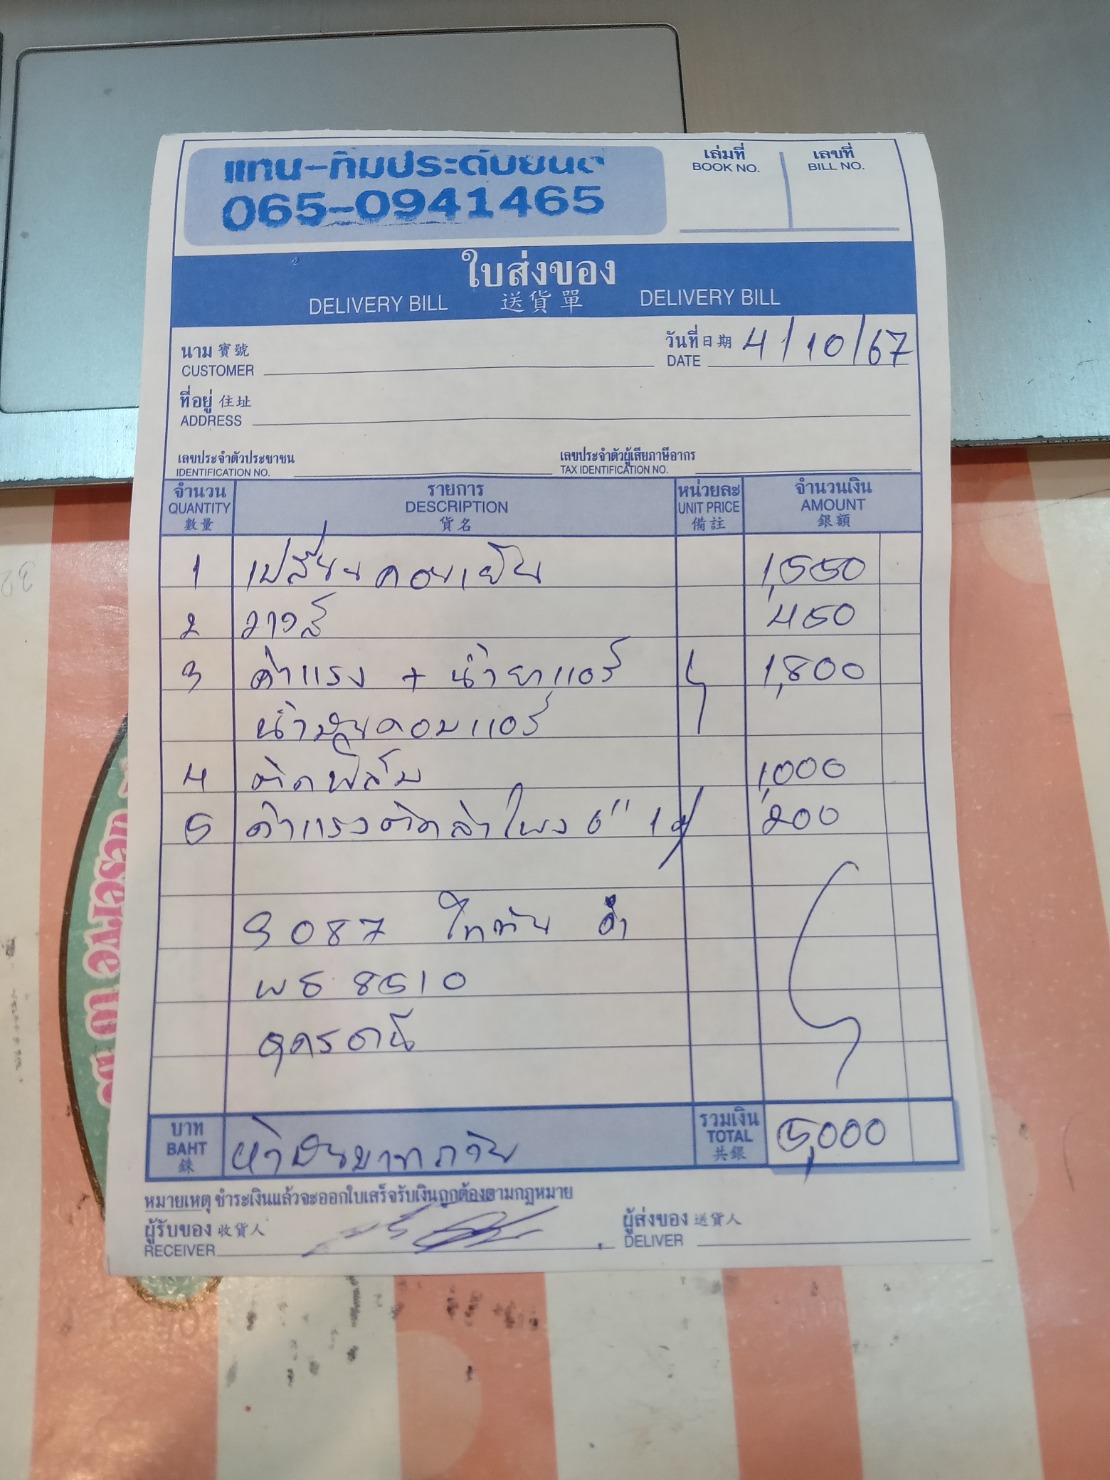 แทน-ทิมประดับยนต์
065-0941465
เล่มที่
BOOK NO.
เลขที่
BILL NO.
ใบส่งของ
DELIVERY BILL 送貨單 DELIVERY BILL
นาม 寶號
CUSTOMER
วันที่ 日期 4/10/67
DATE
ที่อยู่ 住址
ADDRESS
เลขประจำตัวประชาชน
IDENTIFICATION NO.
เลขประจำตัวผู้เสียภาษีอากร
TAX IDENTIFICATION NO.
จำนวน รายการ หน่วยละ จำนวนเงิน
QUANTITY DESCRIPTION UNIT PRICE AMOUNT
數量 貨名 備註 銀額
1 เปลี่ยนคอยเย็น 1,550
2 วาวล์ 450
3 ค่าแรง + น้ำยาแอร์ 1,800
น้ำมันคอมแอร์
4 ติดฟิล์ม 1,000
5 ค่าแรงติดลำโพง 6" 1คู่ 200
3087 ไททัน ดำ
8510
อุดรธานี
บาท รวมเงิน
BAHT ห้าพันบาทถ้วน TOTAL 5,000
銖 共銀
หมายเหตุ ชำระเงินแล้วจะออกใบเสร็จรับเงินถูกต้องตามกฎหมาย
ผู้รับของ 收貨人
RECEIVER
ผู้ส่งของ 送貨人
DELIVER
deserve to